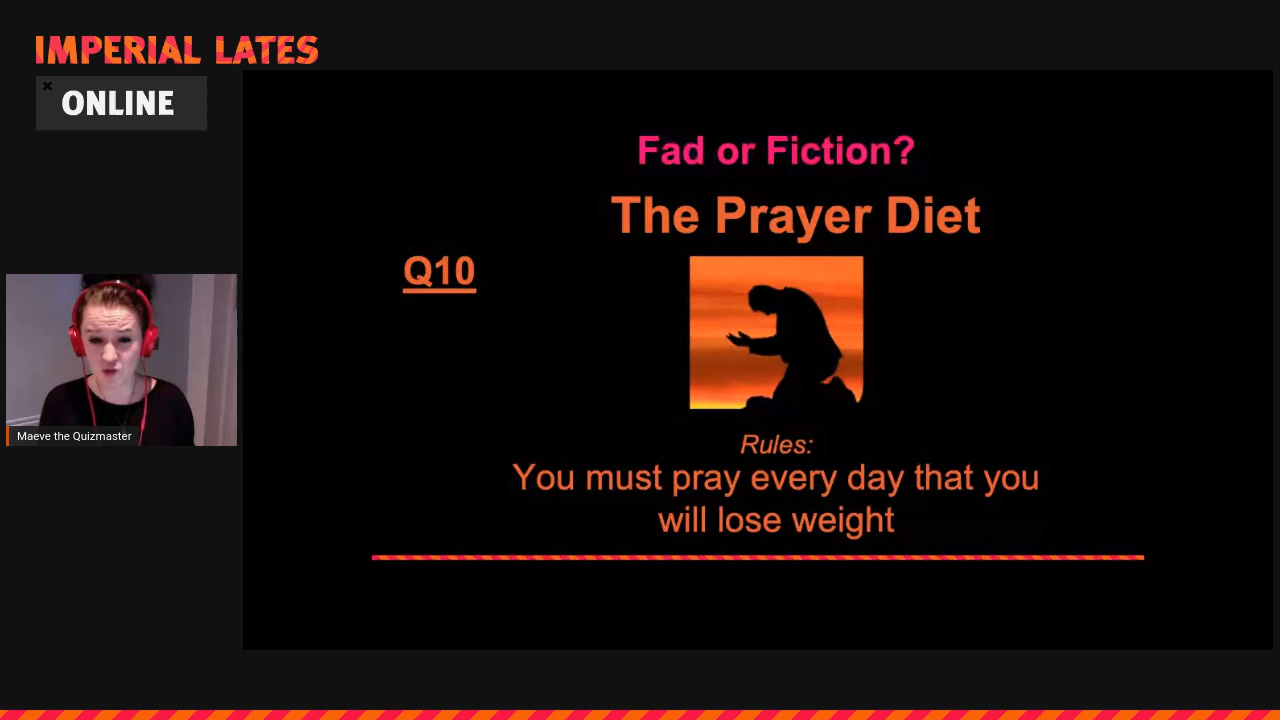 IMPERIAL LATES
ONLINE
Fad or Fiction?
The Prayer Diet
Q10
Rules:
You must pray every day that you
will lose weight
Maeve the Quizmaster